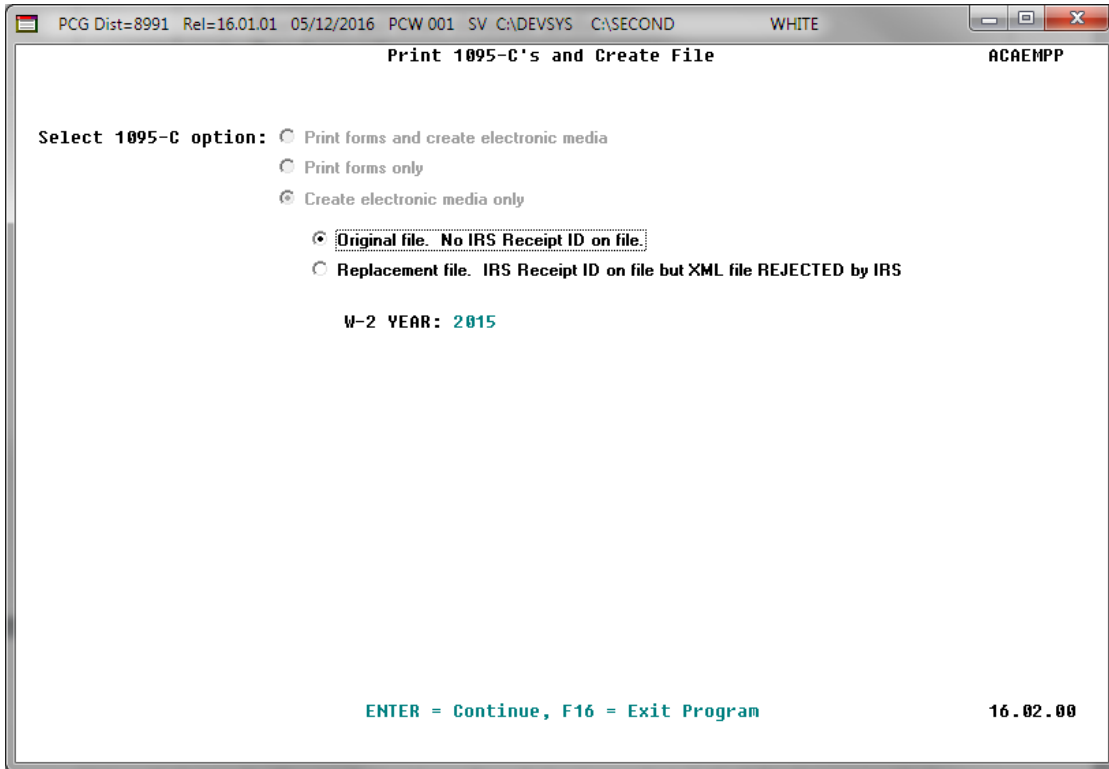 PCG Dist=8991 Rel=16.01.01 05/12/2016 PCW 001 SV C:\DEVSYS C:\SECOND WHITE
Print 1095-C's and Create File ACAEMPP
Select 1095-C option: Print forms and create electronic media
Print forms only
Create electronic media only
Original file. No IRS Receipt ID on file.
Replacement file. IRS Receipt ID on file but XML file REJECTED by IRS
W-2 YEAR: 2015
ENTER = Continue, F16 = Exit Program 16.02.00